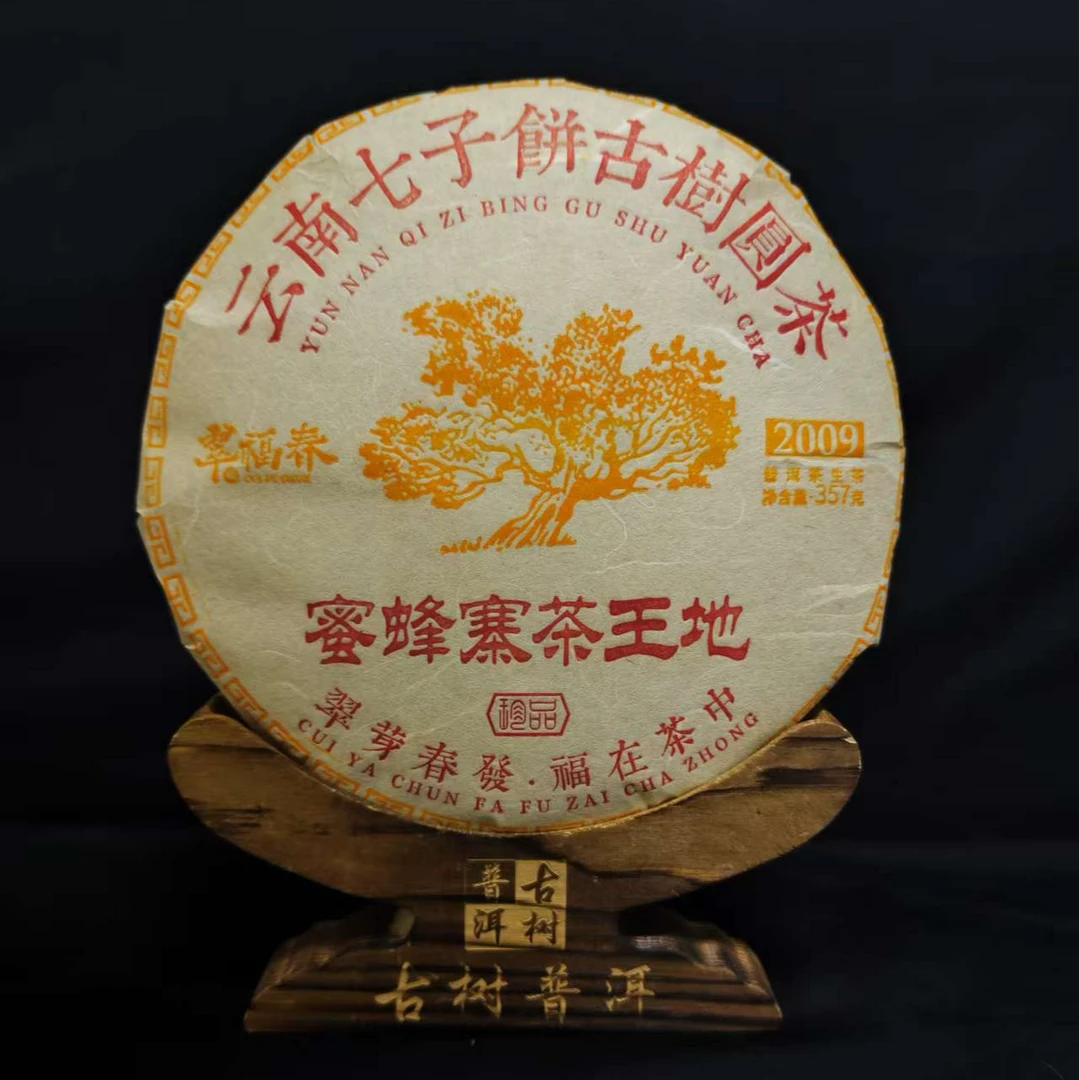 云南七子餅古樹圓茶
YUN NAN QI ZI BING GU SHU YUAN CHA
翠福春
2009
普洱茶生茶
净含量:357克
蜜蜂寨茶王地
珍品
翠芽春發·福在茶中
CUI YA CHUN FA FU ZAI CHA ZHONG
古树
普洱
古树普洱